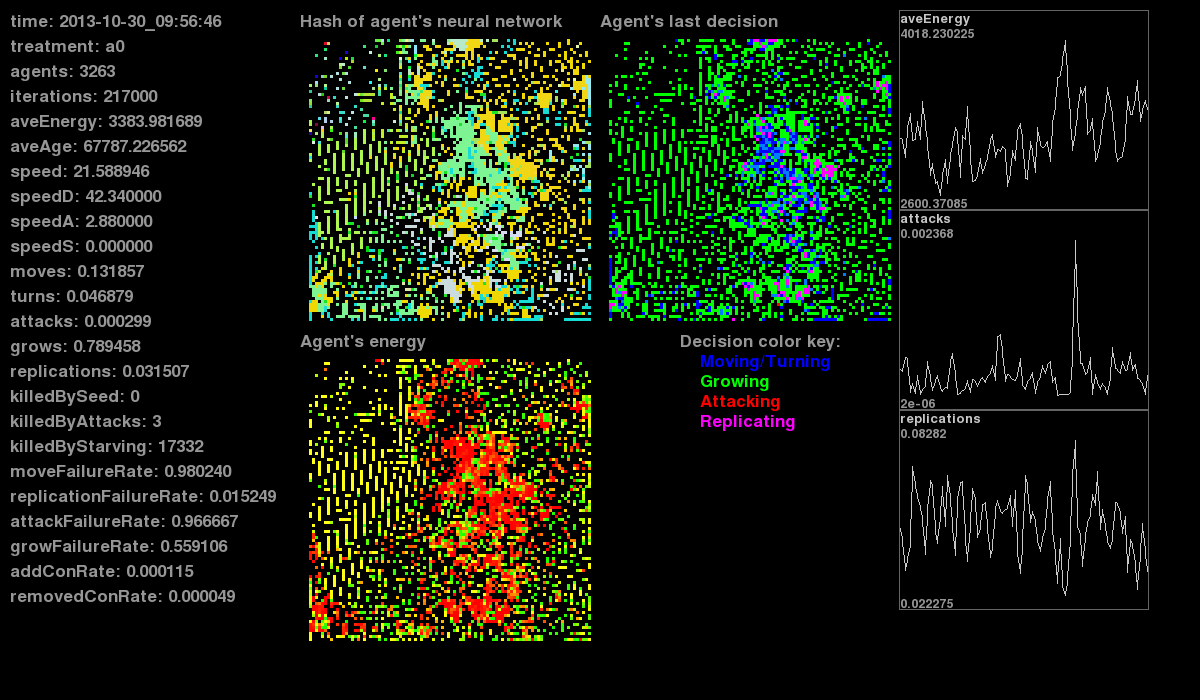 time: 2013-10-30_09:56:46
treatment: a0
agents: 3263
iterations: 217000
aveEnergy: 3383.981689
aveAge: 67787.226562
speed: 21.588946
speedD: 42.340000
speedA: 2.880000
speedS: 0.000000
moves: 0.131857
turns: 0.046879
attacks: 0.000299
grows: 0.789458
replications: 0.031507
killedBySeed: 0
killedByAttacks: 3
killedByStarving: 17332
moveFailureRate: 0.980240
replicationFailureRate: 0.015249
attackFailureRate: 0.966667
growFailureRate: 0.559106
addConRate: 0.000115
removedConRate: 0.000049
Hash of agent's neural network
Agent's last decision
Agent's energy
Decision color key:
Moving/Turning
Growing
Attacking
Replicating
aveEnergy
4018.230225
2600.37085
attacks
0.002368
2e-06
replications
0.08282
0.022275